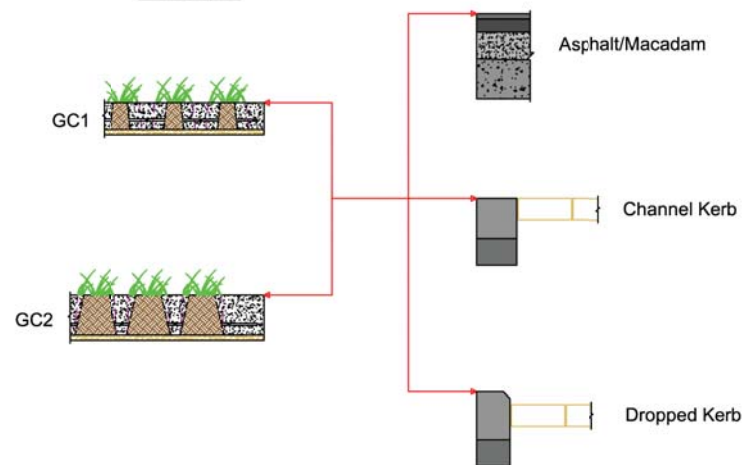 Asphalt/Macadam
GC1
Channel Kerb
GC2
Dropped Kerb